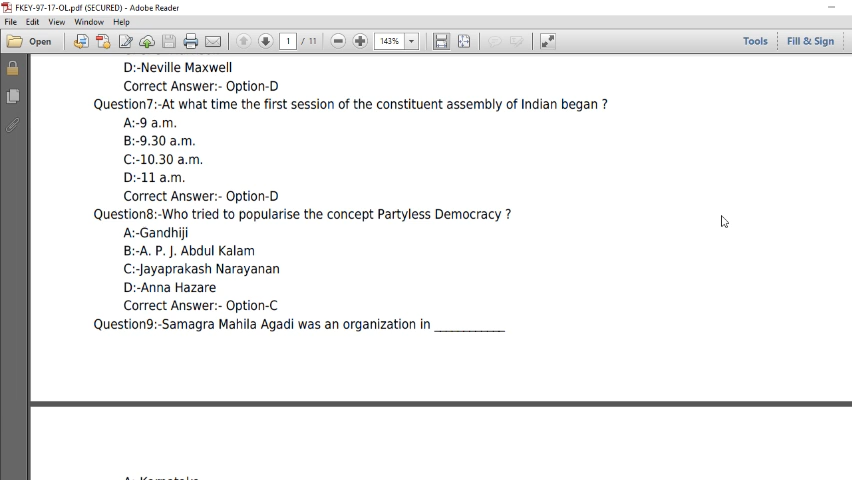 FKEY-97-17-OL.pdf (SECURED) - Adobe Reader
File Edit View Window Help
Open 1 / 11 143% Tools Fill & Sign
D:-Neville Maxwell
Correct Answer:- Option-D
Question7:-At what time the first session of the constituent assembly of Indian began ?
A:-9 a.m.
B:-9.30 a.m.
C:-10.30 a.m.
D:-11 a.m.
Correct Answer:- Option-D
Question8:-Who tried to popularise the concept Partyless Democracy ?
A:-Gandhiji
B:-A. P. J. Abdul Kalam
C:-Jayaprakash Narayanan
D:-Anna Hazare
Correct Answer:- Option-C
Question9:-Samagra Mahila Agadi was an organization in ____________